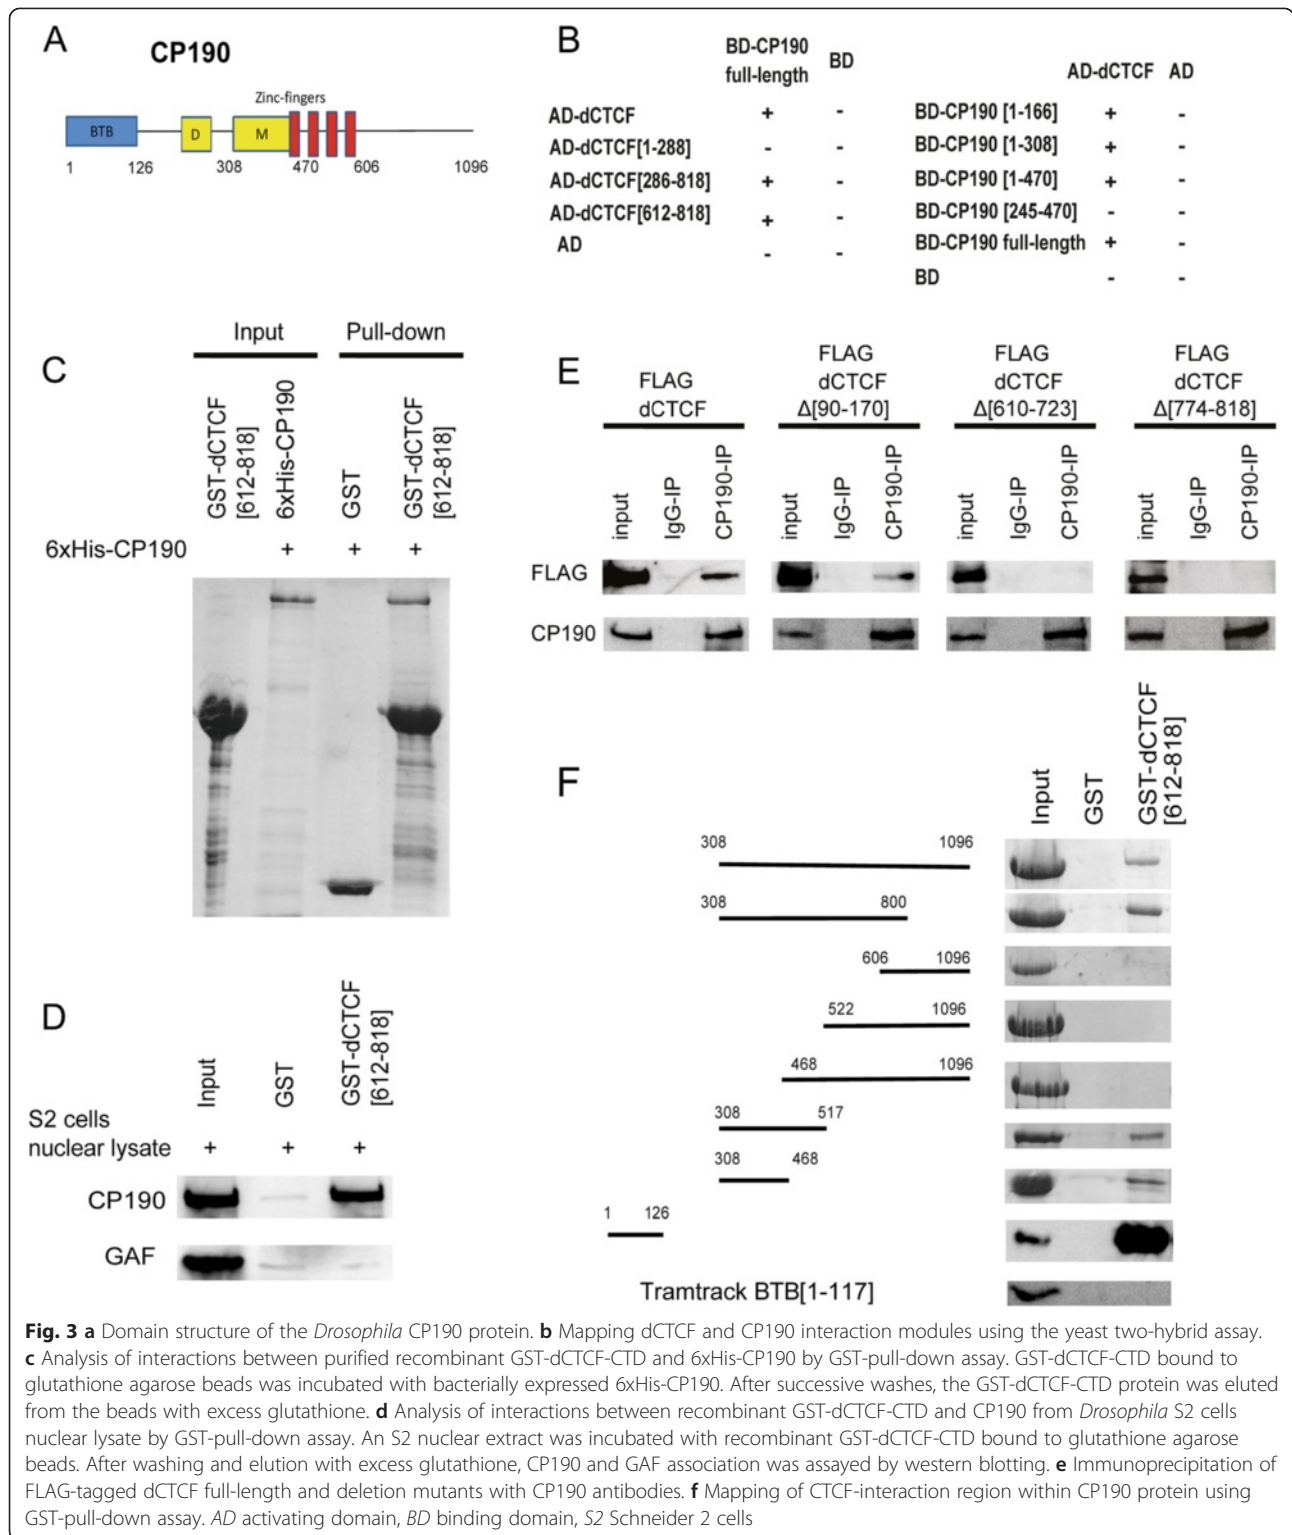 A
CP190
Zinc-fingers
BTB D M
1 126 308 470 606 1096
B
BD-CP190 full-length BD
AD-dCTCF + -
AD-dCTCF[1-288] - -
AD-dCTCF[286-818] + -
AD-dCTCF[612-818] + -
AD - -
AD-dCTCF AD
BD-CP190 [1-166] + -
BD-CP190 [1-308] + -
BD-CP190 [1-470] + -
BD-CP190 [245-470] - -
BD-CP190 full-length + -
BD - -
C
Input Pull-down
GST-dCTCF [612-818]
6xHis-CP190
GST
GST-dCTCF [612-818]
6xHis-CP190 + + +
D
Input
GST
GST-dCTCF [612-818]
S2 cells
nuclear lysate + + +
CP190
GAF
E
FLAG
dCTCF
FLAG
dCTCF
Δ[90-170]
FLAG
dCTCF
Δ[610-723]
FLAG
dCTCF
Δ[774-818]
input IgG-IP CP190-IP
input IgG-IP CP190-IP
input IgG-IP CP190-IP
input IgG-IP CP190-IP
FLAG
CP190
F
Input
GST
GST-dCTCF [612-818]
308 1096
308 800
606 1096
522 1096
468 1096
308 517
308 468
1 126
Tramtrack BTB[1-117]
Fig. 3 a Domain structure of the Drosophila CP190 protein. b Mapping dCTCF and CP190 interaction modules using the yeast two-hybrid assay.
c Analysis of interactions between purified recombinant GST-dCTCF-CTD and 6xHis-CP190 by GST-pull-down assay. GST-dCTCF-CTD bound to
glutathione agarose beads was incubated with bacterially expressed 6xHis-CP190. After successive washes, the GST-dCTCF-CTD protein was eluted
from the beads with excess glutathione. d Analysis of interactions between recombinant GST-dCTCF-CTD and CP190 from Drosophila S2 cells
nuclear lysate by GST-pull-down assay. An S2 nuclear extract was incubated with recombinant GST-dCTCF-CTD bound to glutathione agarose
beads. After washing and elution with excess glutathione, CP190 and GAF association was assayed by western blotting. e Immunoprecipitation of
FLAG-tagged dCTCF full-length and deletion mutants with CP190 antibodies. f Mapping of CTCF-interaction region within CP190 protein using
GST-pull-down assay. AD activating domain, BD binding domain, S2 Schneider 2 cells